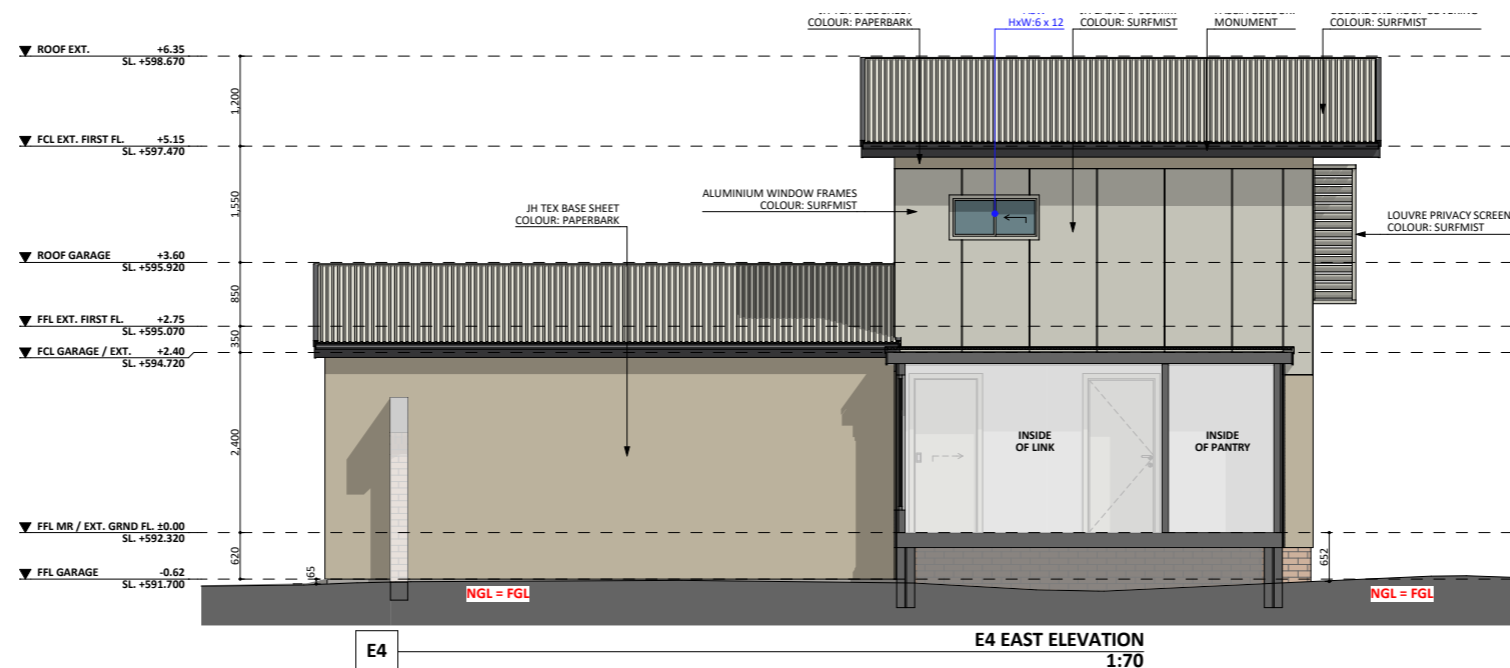 COLOUR: PAPERBARK
HxW:6 x 12
COLOUR: SURFMIST
MONUMENT
COLOUR: SURFMIST
ROOF EXT. +6.35
SL. +598.670
1,200
FCL EXT. FIRST FL. +5.15
SL. +597.470
1,550
ALUMINIUM WINDOW FRAMES
COLOUR: SURFMIST
JH TEX BASE SHEET
COLOUR: PAPERBARK
LOUVRE PRIVACY SCREEN
COLOUR: SURFMIST
ROOF GARAGE +3.60
SL. +595.920
850
FFL EXT. FIRST FL. +2.75
SL. +595.070
350
FCL GARAGE / EXT. +2.40
SL. +594.720
2,400
INSIDE
OF LINK
INSIDE
OF PANTRY
FFL MR / EXT. GRND FL. ±0.00
SL. +592.320
620
652
FFL GARAGE -0.62
SL. +591.700
65
NGL = FGL
NGL = FGL
E4
E4 EAST ELEVATION
1:70